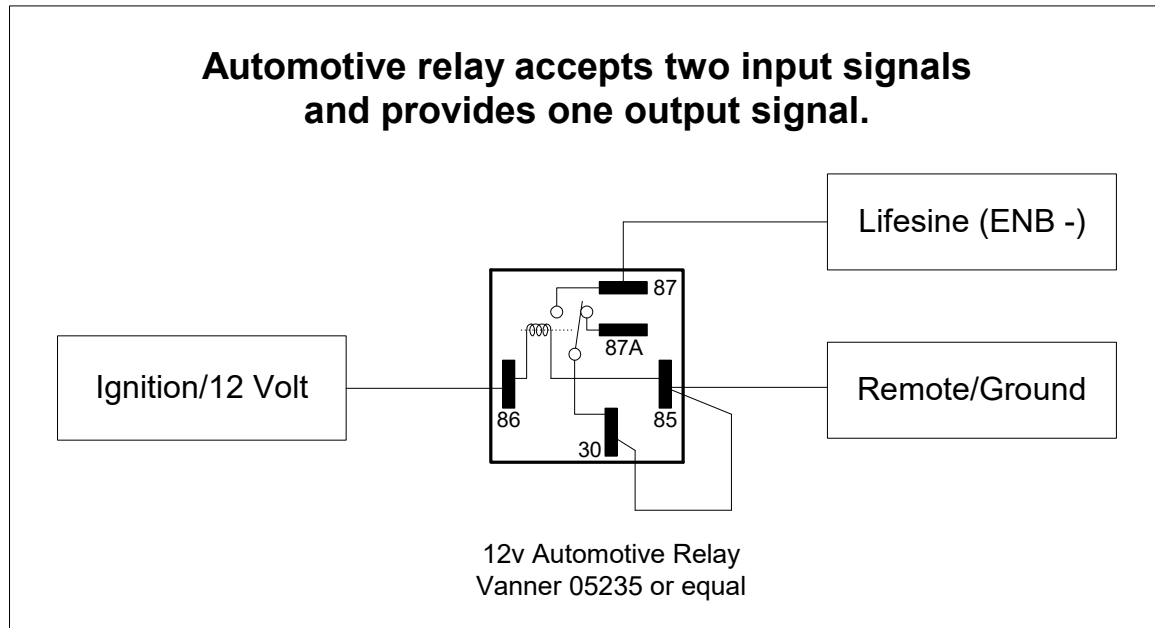 Automotive relay accepts two input signals
and provides one output signal.
Lifesine (ENB -)
87
87A
Ignition/12 Volt
Remote/Ground
86
85
30
12v Automotive Relay
Vanner 05235 or equal